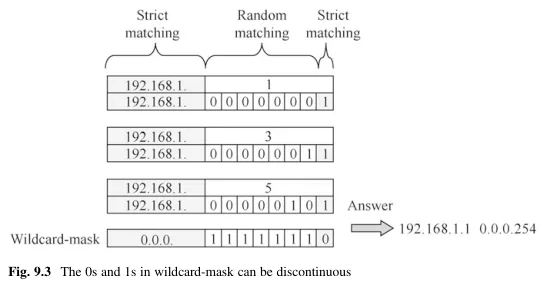 Strict matching Random matching Strict matching
192.168.1. 1
192.168.1. 0 0 0 0 0 0 0 1
192.168.1. 3
192.168.1. 0 0 0 0 0 0 1 1
192.168.1. 5
192.168.1. 0 0 0 0 0 1 0 1
Answer
192.168.1.1 0.0.0.254
Wildcard-mask 0.0.0. 1 1 1 1 1 1 1 0
Fig. 9.3 The 0s and 1s in wildcard-mask can be discontinuous